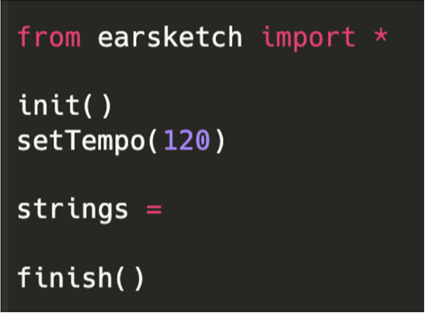 from earsketch import *
init()
setTempo(120)
strings =
finish()